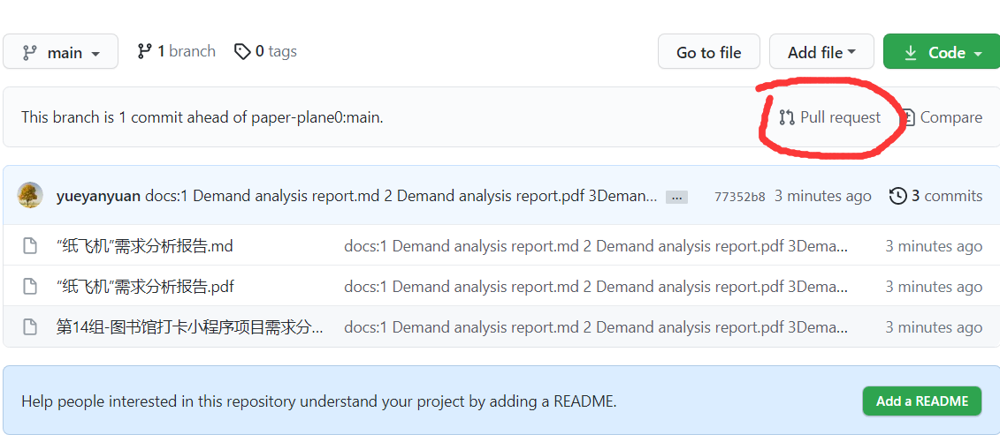 main
1 branch
0 tags
Go to file
Add file
Code
This branch is 1 commit ahead of paper-plane0:main.
Pull request
Compare
yueyanyuan docs:1 Demand analysis report.md 2 Demand analysis report.pdf 3Deman... ...
77352b8 3 minutes ago
3 commits
“纸飞机”需求分析报告.md docs:1 Demand analysis report.md 2 Demand analysis report.pdf 3Dema... 3 minutes ago
“纸飞机”需求分析报告.pdf docs:1 Demand analysis report.md 2 Demand analysis report.pdf 3Dema... 3 minutes ago
第14组-图书馆打卡小程序项目需求分... docs:1 Demand analysis report.md 2 Demand analysis report.pdf 3Dema... 3 minutes ago
Help people interested in this repository understand your project by adding a README.
Add a README